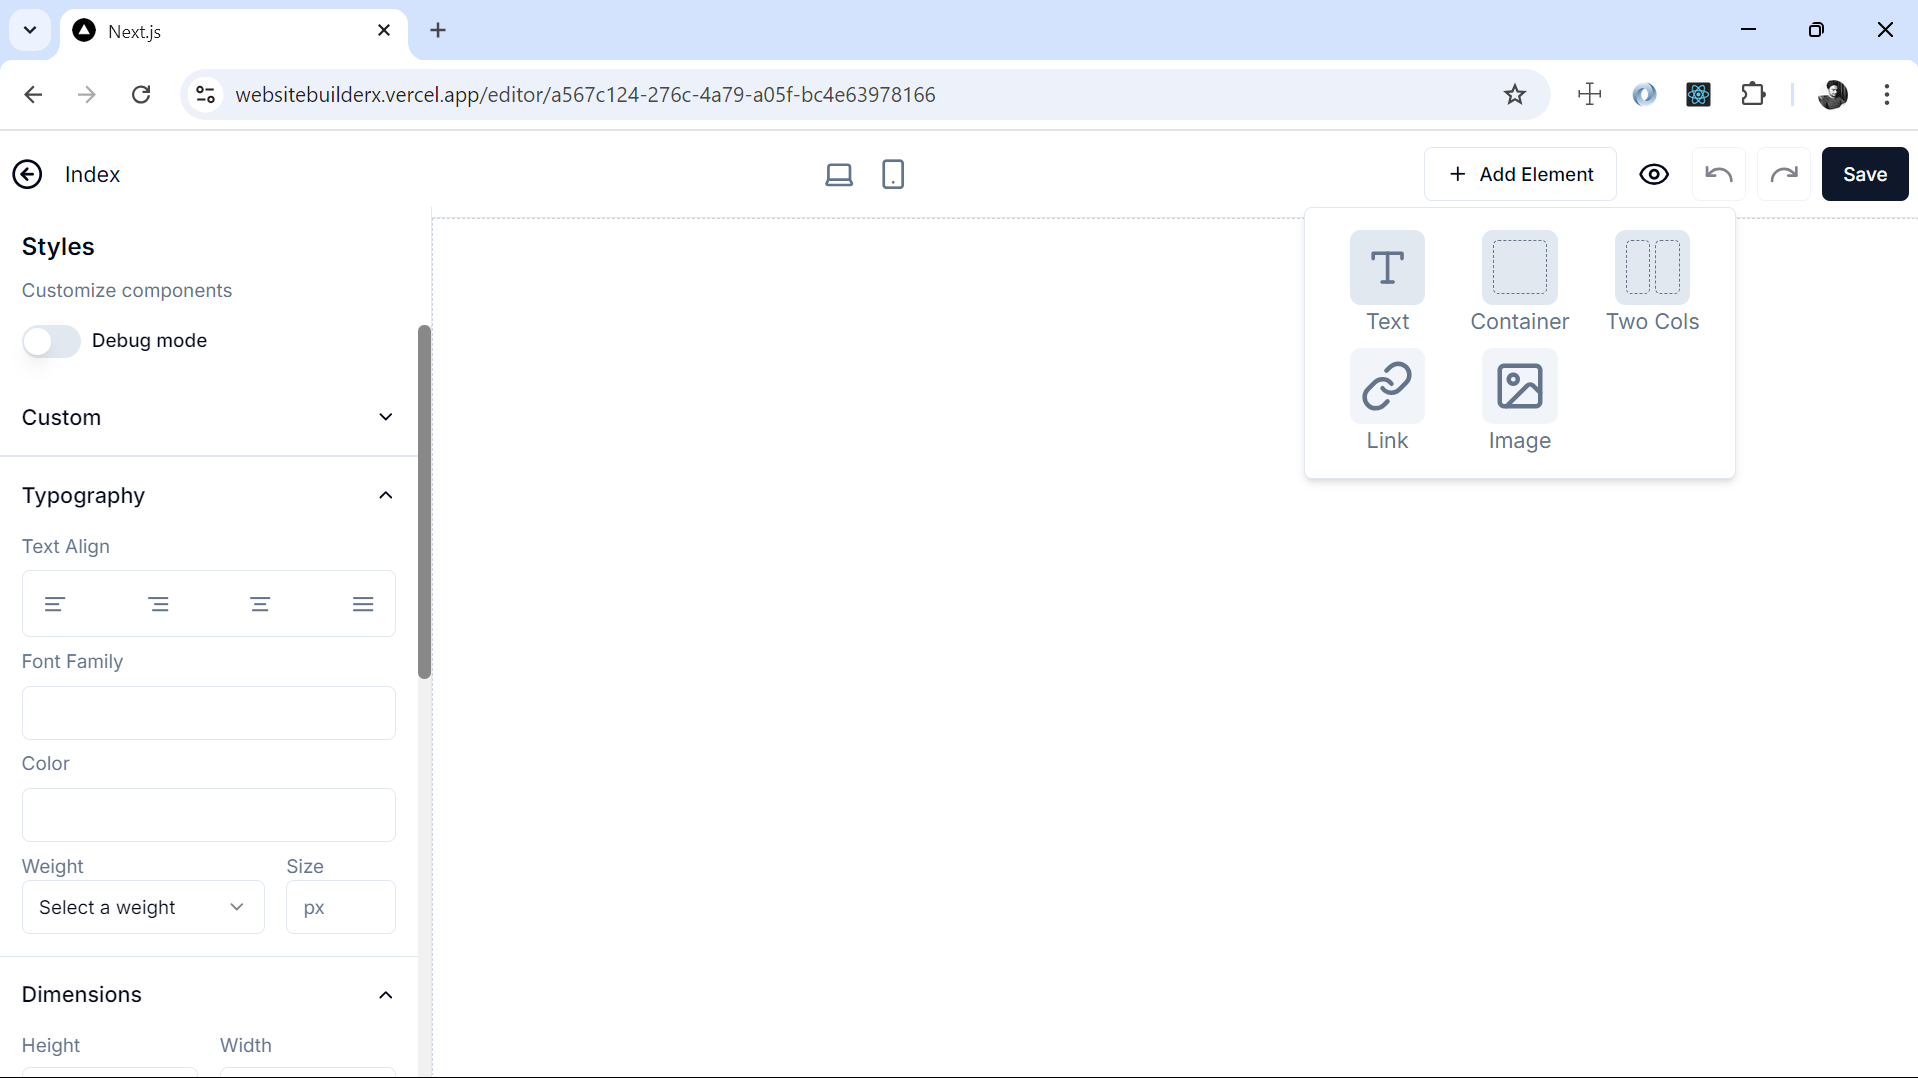 Next.js
websitebuilderx.vercel.app/editor/a567c124-276c-4a79-a05f-bc4e63978166
Index
Add Element
Save
Styles
Customize components
Debug mode
Custom
Typography
Text Align
Font Family
Color
Weight Size
Select a weight px
Dimensions
Height Width
T
Text Container Two Cols
Link Image